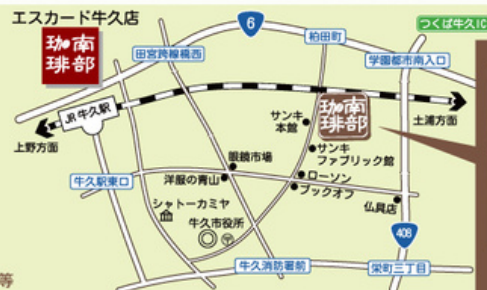 エスカード牛久店
南部
珈琲
6
柏田町
つくば牛久IC
田宮跨線橋西
学園都市南入口
JR牛久駅
上野方面
サンキ
本館
南部
珈琲
土浦方面
サンキ
ファブリック館
眼鏡市場
洋服の青山
ローソン
ブックオフ
牛久駅東口
シャトーカミヤ
仏具店
牛久市役所
408
牛久消防署前
栄町三丁目
等